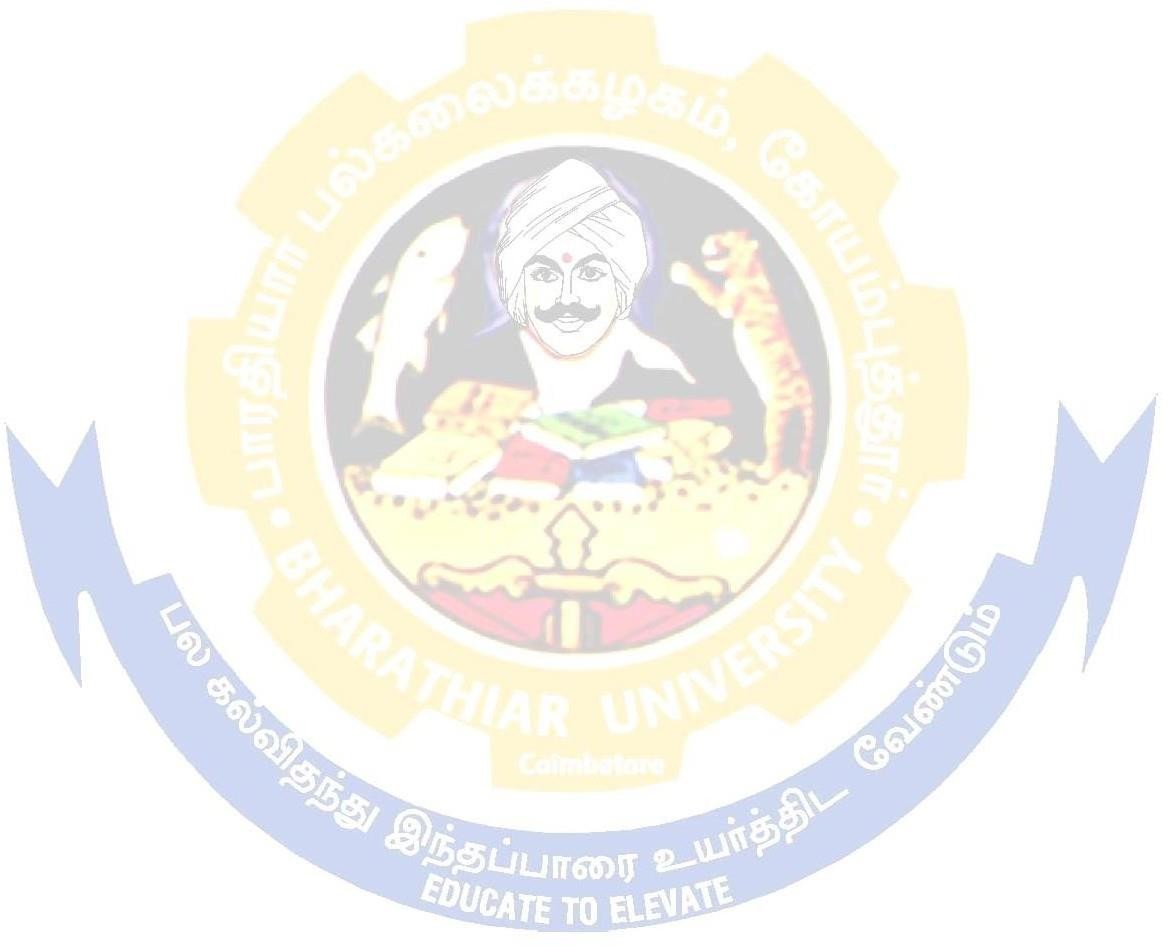 பாரதியார் பல்கலைக்கழகம், கோயம்புத்தூர்
BHARATHIAR UNIVERSITY
Coimbatore
பல கல்விதந்து இந்தப்பாரை உயர்த்திட வேண்டும்
EDUCATE TO ELEVATE